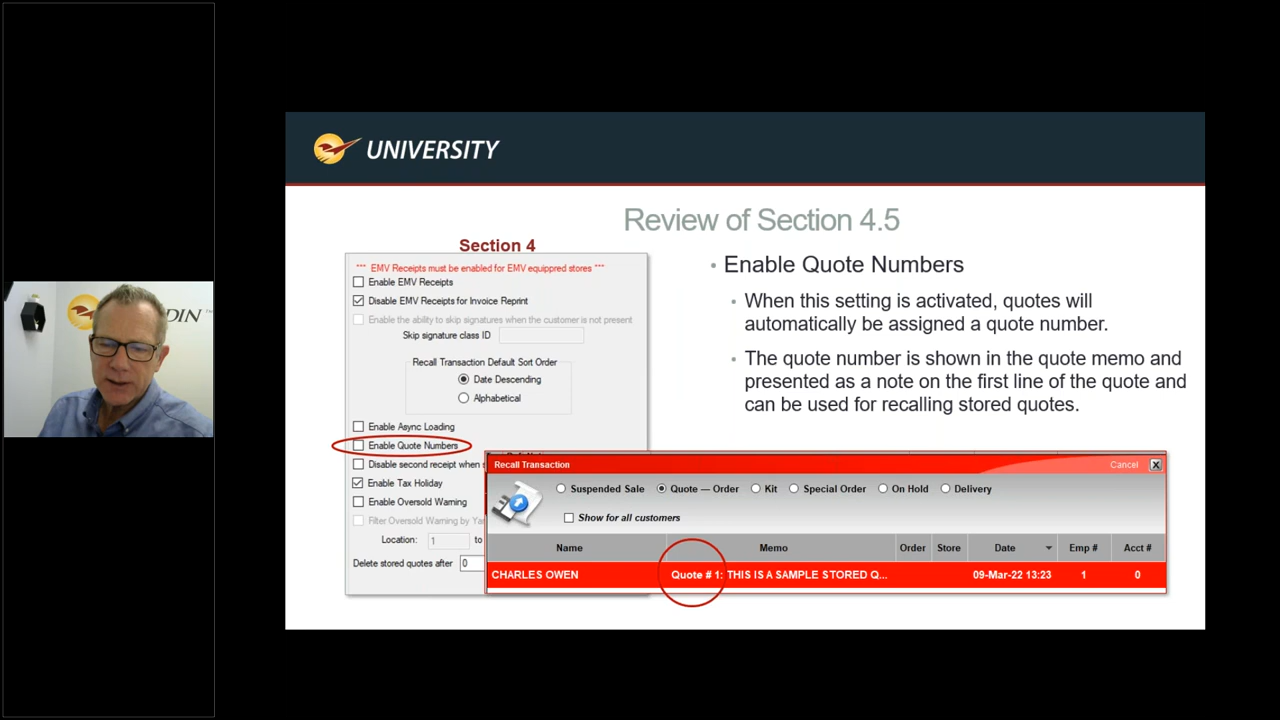 UNIVERSITY
Review of Section 4.5
Section 4
*** EMV Receipts must be enabled for EMV equippred stores ***
Enable EMV Receipts
Disable EMV Receipts for Invoice Reprint
Enable the ability to skip signatures when the customer is not present
Skip signature class ID
Recall Transaction Default Sort Order
Date Descending
Alphabetical
Enable Async Loading
Enable Quote Numbers
Disable second receipt when
Enable Tax Holiday
Enable Oversold Warning
Filter Oversold Warning by
Location: 1 to
Delete stored quotes after 0
• Enable Quote Numbers
• When this setting is activated, quotes will
automatically be assigned a quote number.
• The quote number is shown in the quote memo and
presented as a note on the first line of the quote and
can be used for recalling stored quotes.
Recall Transaction Cancel X
Suspended Sale Quote — Order Kit Special Order On Hold Delivery
Show for all customers
Name Memo Order Store Date Emp # Acct #
CHARLES OWEN Quote # 1: THIS IS A SAMPLE STORED Q... 09-Mar-22 13:23 1 0
DIN